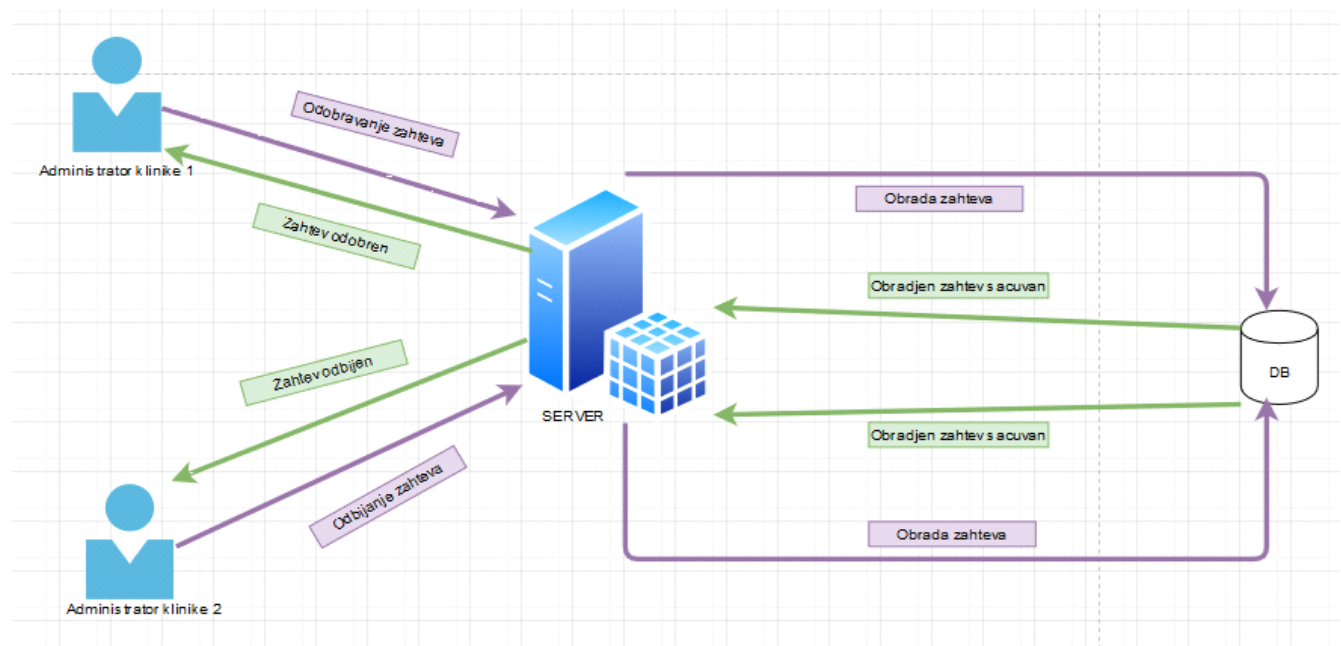 Odobravanje zahteva
Administrator klinike 1
Obrada zahteva
Zahtev odobren
Obradjen zahtev sacuvan
Zahtev odbijen
DB
SERVER
Obradjen zahtev sacuvan
Odbijanje zahteva
Obrada zahteva
Administrator klinike 2